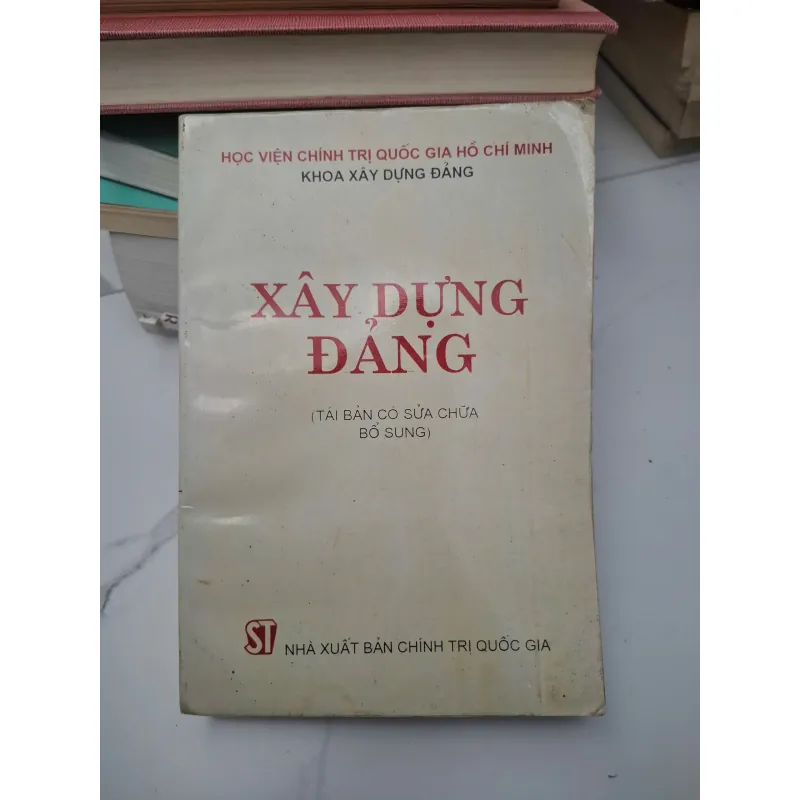 HỌC VIỆN CHÍNH TRỊ QUỐC GIA HỒ CHÍ MINH
KHOA XÂY DỰNG ĐẢNG
XÂY DỰNG
ĐẢNG
(TÁI BẢN CÓ SỬA CHỮA
BỔ SUNG)
ST NHÀ XUẤT BẢN CHÍNH TRỊ QUỐC GIA